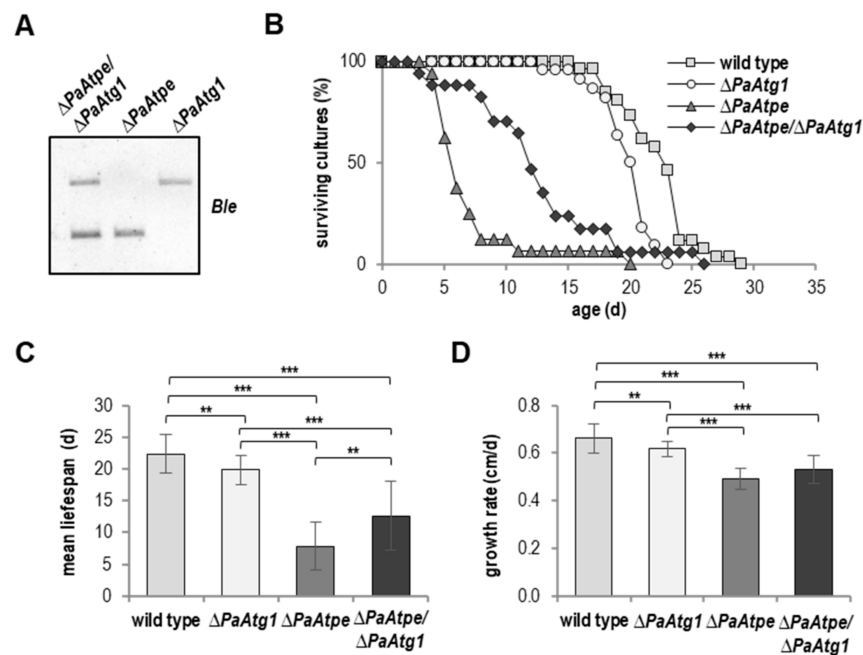 A
ΔPaAtpe/
ΔPaAtg1
ΔPaAtpe
ΔPaAtg1
Ble
B
surviving cultures (%)
100
50
0
0 5 10 15 20 25 30 35
age (d)
wild type
ΔPaAtg1
ΔPaAtpe
ΔPaAtpe/ΔPaAtg1
C
mean liefespan (d)
30
25
20
15
10
5
0
***
***
**
***
***
**
wild type ΔPaAtg1 ΔPaAtpe ΔPaAtpe/
ΔPaAtg1
D
growth rate (cm/d)
0.8
0.6
0.4
0.2
0.0
***
***
**
***
***
wild type ΔPaAtg1 ΔPaAtpe ΔPaAtpe/
ΔPaAtg1